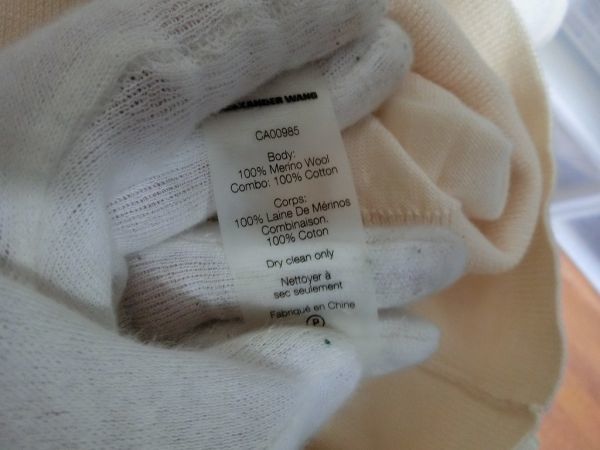 ALEXANDER WANG
CA00985
Body:
100% Merino Wool
Combo: 100% Cotton
Corps:
100% Laine De Mérinos
Combinaison.
100% Coton
Dry clean only
Nettoyer à
sec seulement
Fabriqué en Chine
P